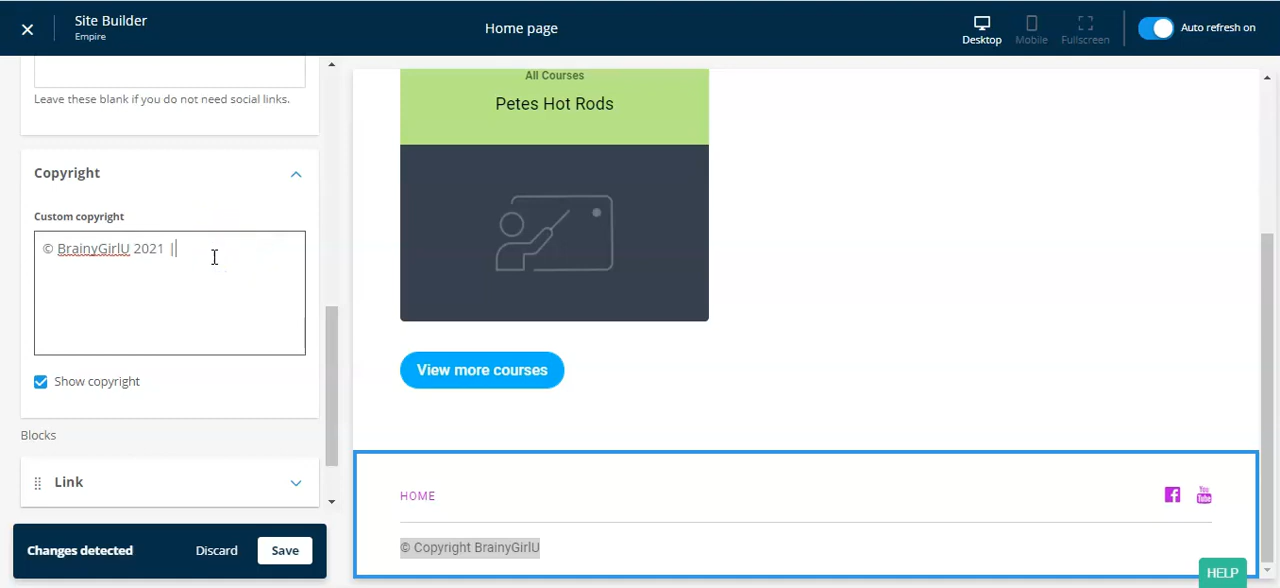 Site Builder
Empire
Home page
Desktop
Mobile
Fullscreen
Auto refresh on
Leave these blank if you do not need social links.
Copyright
Custom copyright
© BrainyGirlU 2021 |
Show copyright
Blocks
Link
Changes detected
Discard
Save
All Courses
Petes Hot Rods
View more courses
HOME
You
Tube
© Copyright BrainyGirlU
HELP